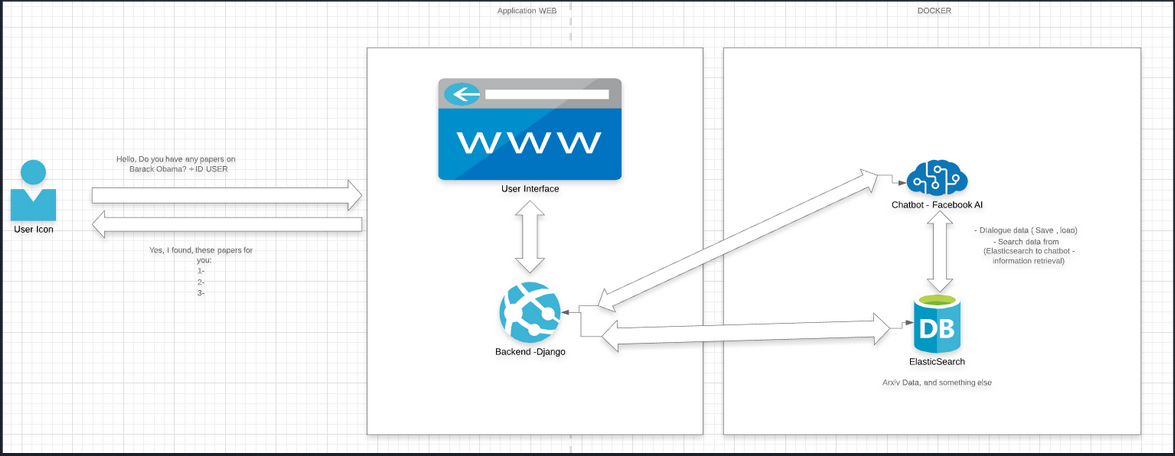 Application WEB
DOCKER
WWW
User Interface
Hello, Do you have any papers on
Barack Obama? + ID USER
User Icon
Yes, I found, these papers for
you:
1-
2-
3-
Chatbot - Facebook AI
- Dialogue data ( Save , load)
- Search data from
(Elasticsearch to chatbot -
information retrieval)
Backend -Django
DB
ElasticSearch
Arxiv Data, and something else